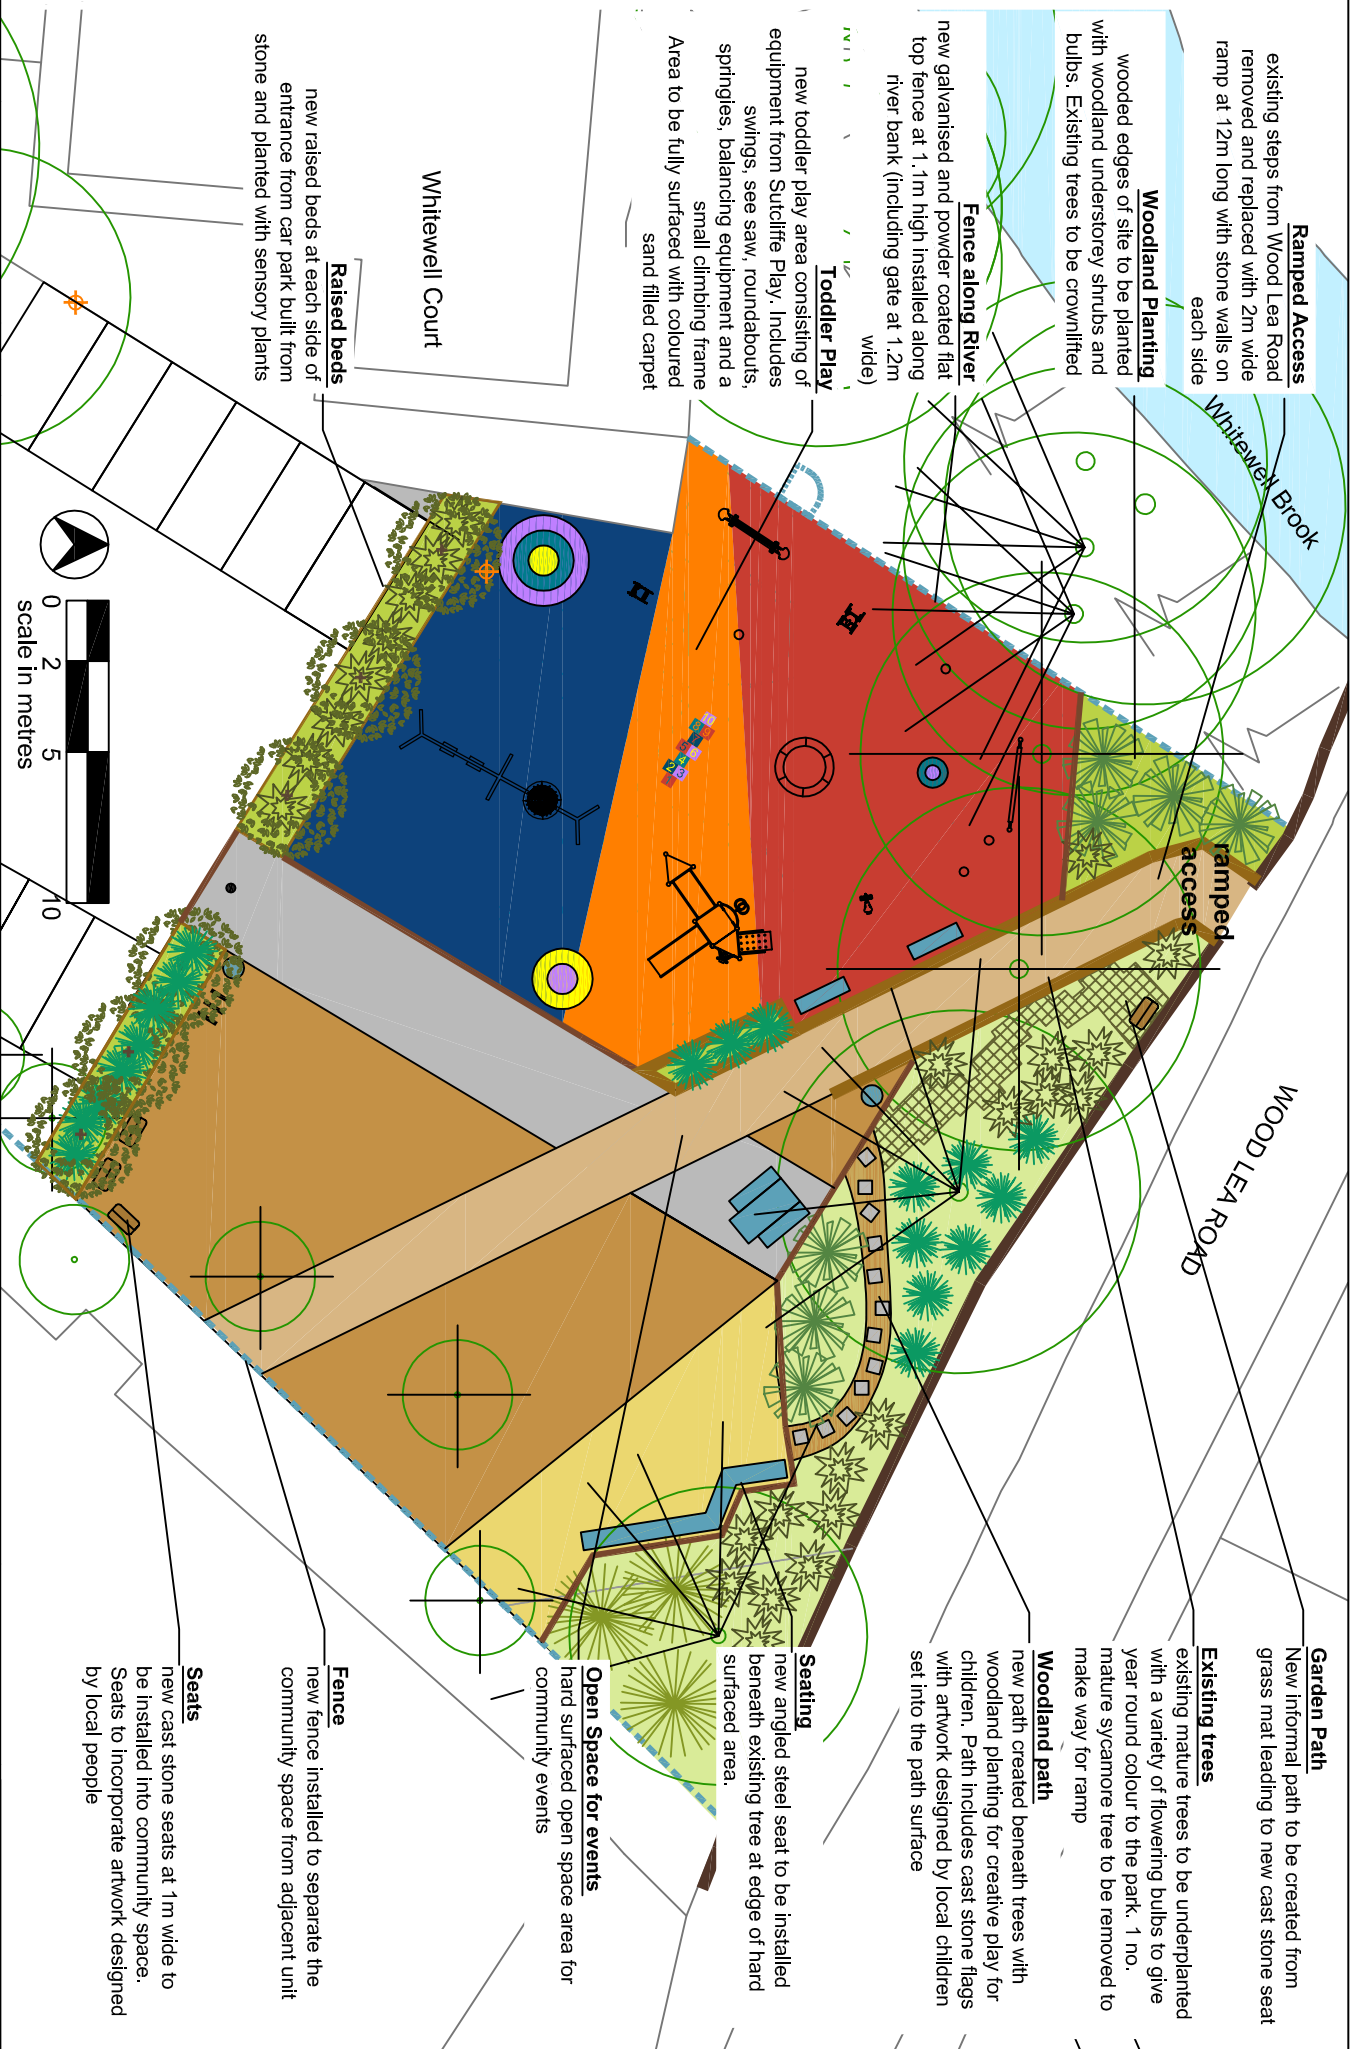 Ramped Access
existing steps from Wood Lea Road
removed and replaced with 2m wide
ramp at 12m long with stone walls on
each side
Woodland Planting
wooded edges of site to be planted
with woodland understorey shrubs and
bulbs. Existing trees to be crownlifted
Fence along River
new galvanised and powder coated flat
top fence at 1.1m high installed along
river bank (including gate at 1.2m
wide)
Toddler Play
new toddler play area consisting of
equipment from Sutcliffe Play. Includes
swings, see saw, roundabouts,
springies, balancing equipment and a
small climbing frame
Area to be fully surfaced with coloured
sand filled carpet
Whitewell Court
Raised beds
new raised beds at each side of
entrance from car park built from
stone and planted with sensory plants
Whitewell Brook
ramped
access
WOOD LEA ROAD
10
9
8
7
6
5
4
3
2
0 2 5 10
scale in metres
Garden Path
New informal path to be created from
grass mat leading to new cast stone seat
Existing trees
existing mature trees to be underplanted
with a variety of flowering bulbs to give
year round colour to the park. 1 no.
mature sycamore tree to be removed to
make way for ramp
Woodland path
new path created beneath trees with
woodland planting for creative play for
children. Path includes cast stone flags
with artwork designed by local children
set into the path surface
Seating
new angled steel seat to be installed
beneath existing tree at edge of hard
surfaced area.
Open Space for events
hard surfaced open space area for
community events
Fence
new fence installed to separate the
community space from adjacent unit
Seats
new cast stone seats at 1m wide to
be installed into community space.
Seats to incorporate artwork designed
by local people